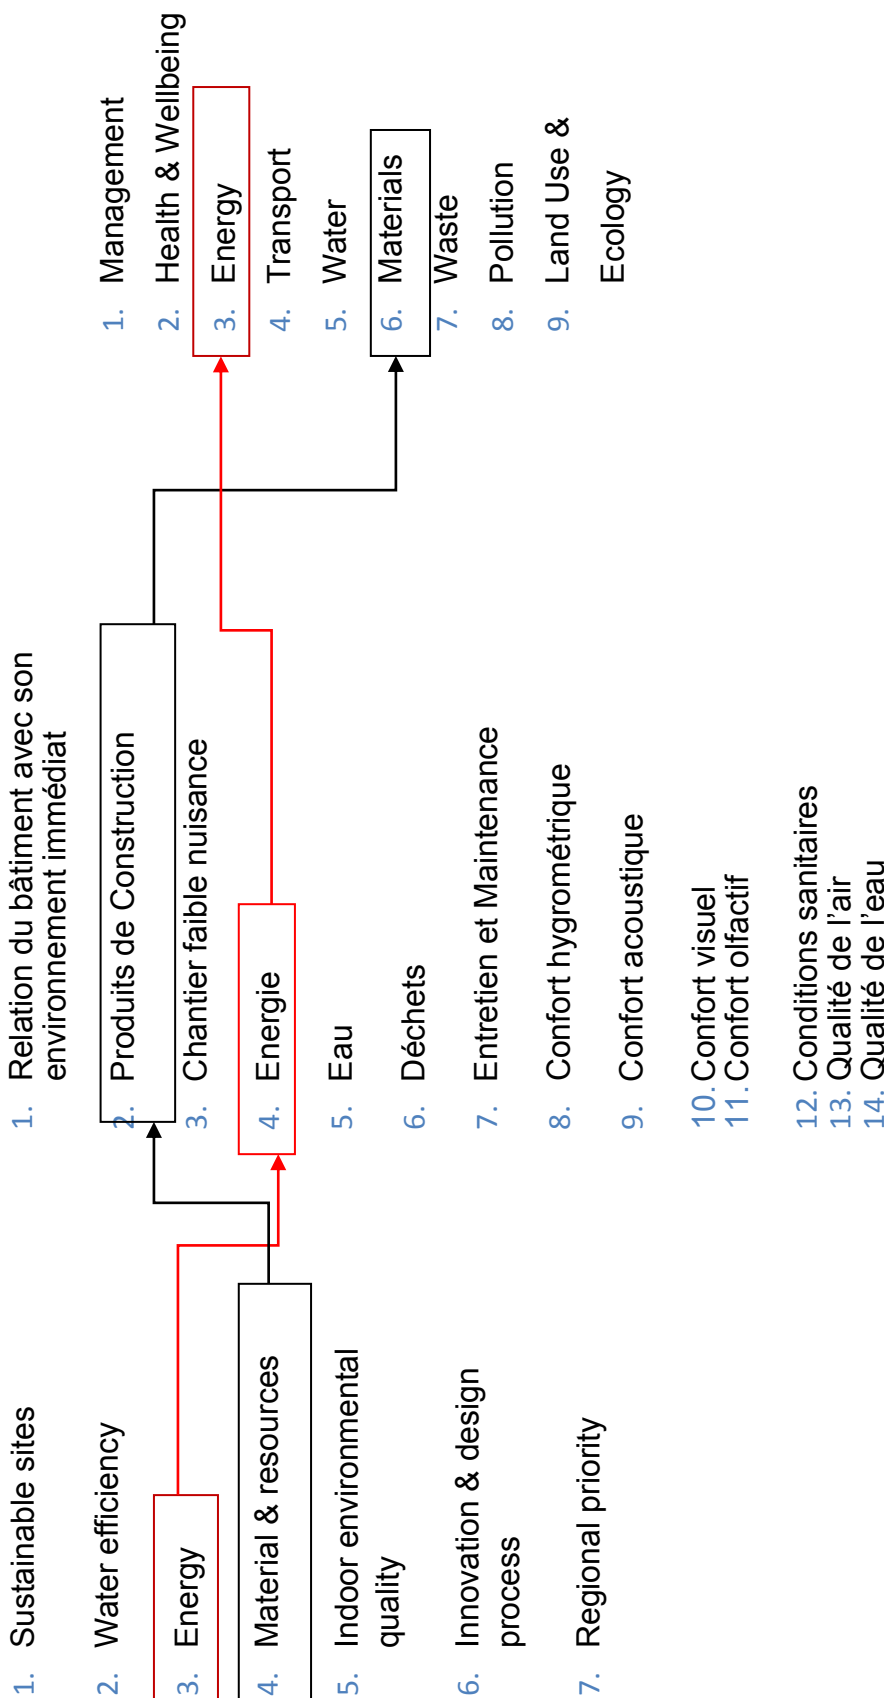 1. Sustainable sites
2. Water efficiency
3. Energy
4. Material & resources
5. Indoor environmental
quality
6. Innovation & design
process
7. Regional priority
1. Relation du bâtiment avec son
environnement immédiat
2. Produits de Construction
3. Chantier faible nuisance
4. Energie
5. Eau
6. Déchets
7. Entretien et Maintenance
8. Confort hygrométrique
9. Confort acoustique
10. Confort visuel
11. Confort olfactif
12. Conditions sanitaires
13. Qualité de l'air
14. Qualité de l'eau
1. Management
2. Health & Wellbeing
3. Energy
4. Transport
5. Water
6. Materials
7. Waste
8. Pollution
9. Land Use &
Ecology